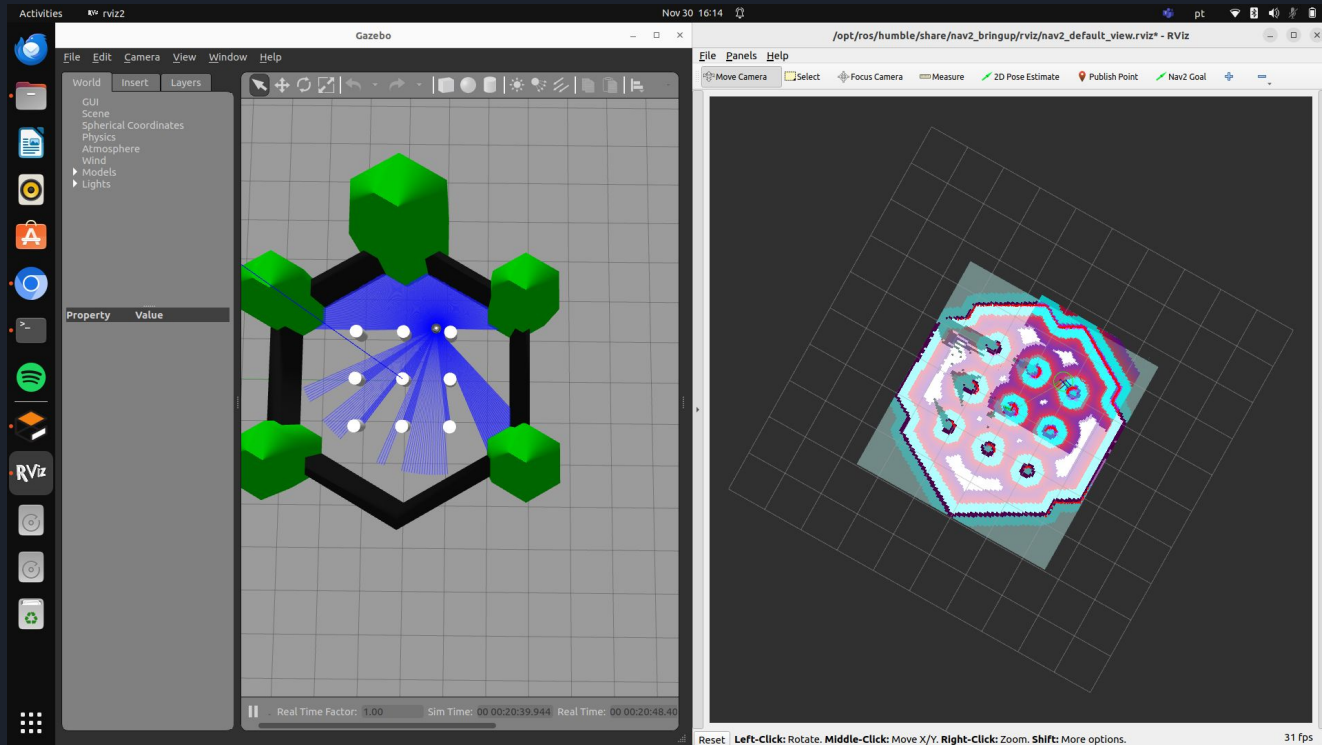 Activities rviz2 Nov 30 16:14 pt
Gazebo
File Edit Camera View Window Help
World Insert Layers
GUI
Scene
Spherical Coordinates
Physics
Atmosphere
Wind
Models
Lights
Property Value
Real Time Factor: 1.00 Sim Time: 00 00:20:39.944 Real Time: 00 00:20:48.40
/opt/ros/humble/share/nav2_bringup/rviz/nav2_default_view.rviz* - RViz
File Panels Help
Move Camera Select Focus Camera Measure 2D Pose Estimate Publish Point Nav2 Goal
RViz
Reset Left-Click: Rotate. Middle-Click: Move X/Y. Right-Click: Zoom. Shift: More options. 31 fps